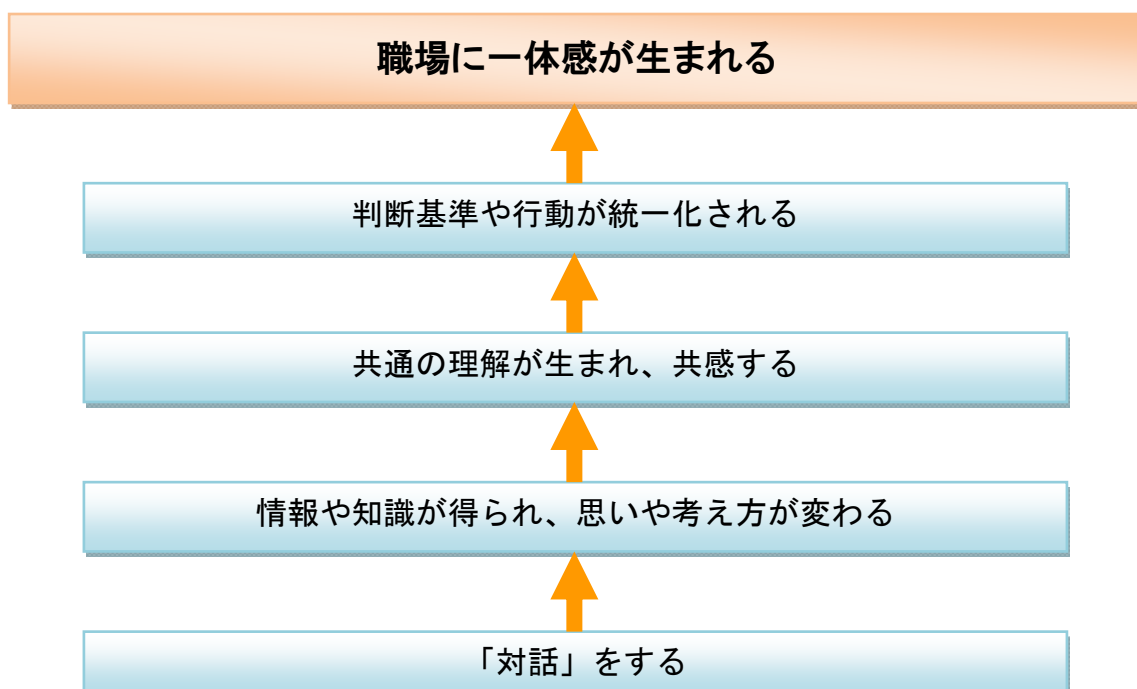 職場に一体感が生まれる
判断基準や行動が統一化される
共通の理解が生まれ、共感する
情報や知識が得られ、思いや考え方が変わる
「対話」をする